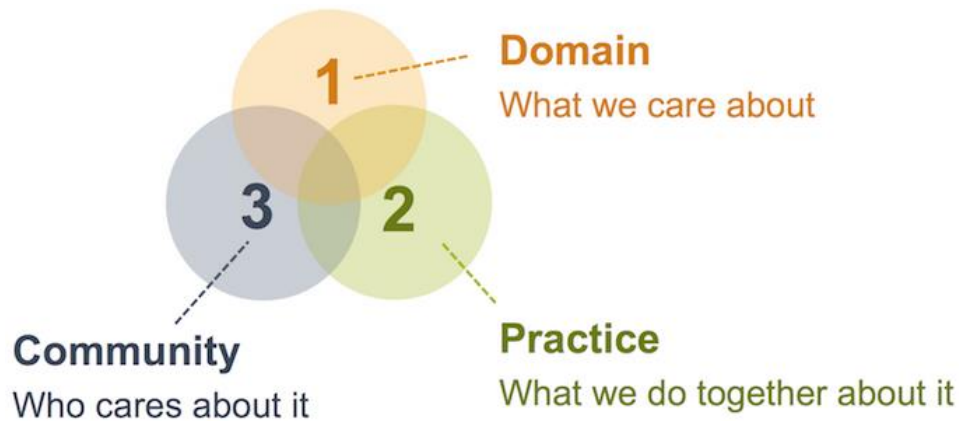 1
Domain
What we care about
3
2
Community
Who cares about it
Practice
What we do together about it